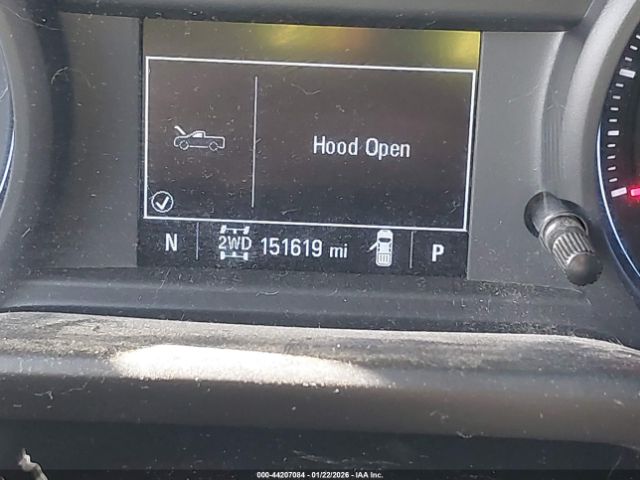 Hood Open
N 2WD 151619 mi P
000-44207084 - 01/22/2026 - IAA Inc.